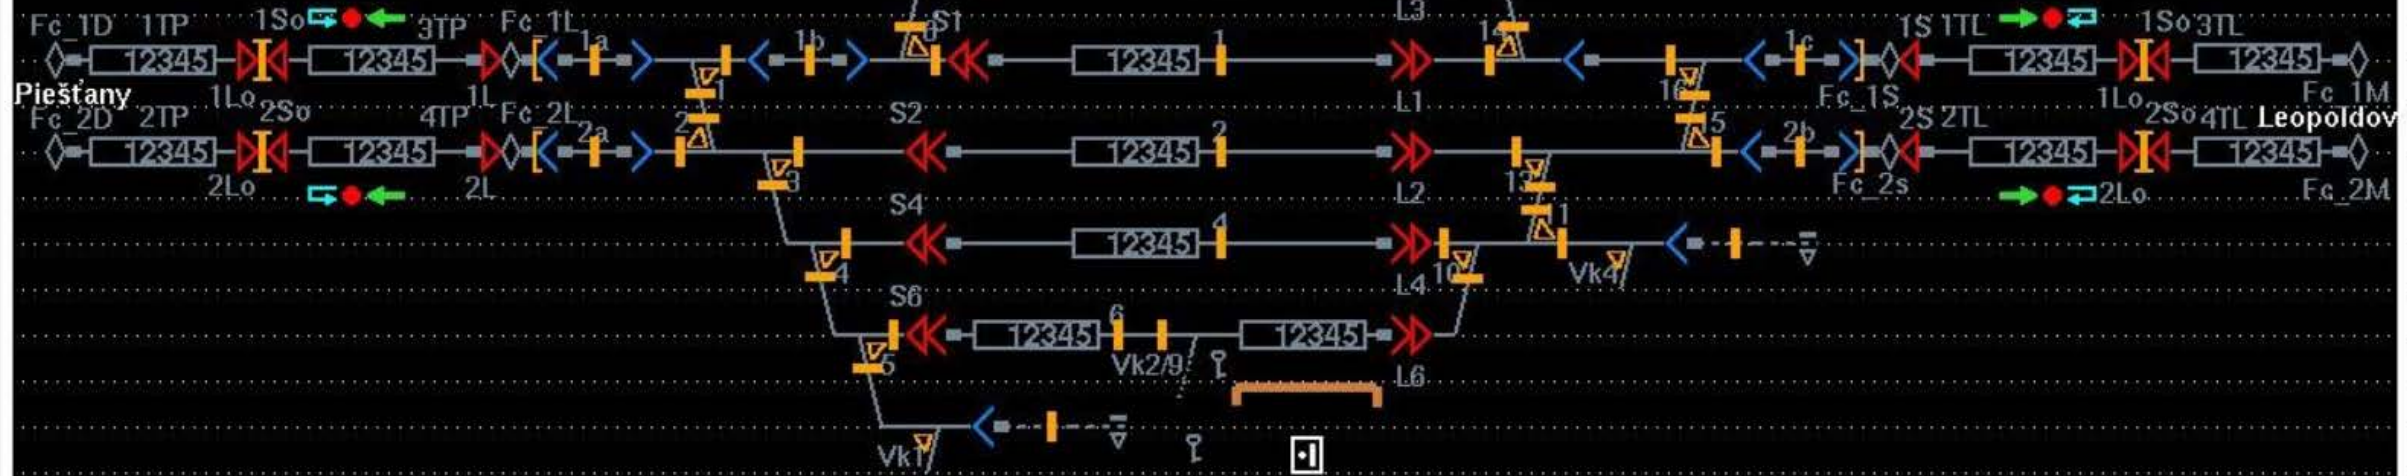 Fc_1D 1TP 1So 3TP Fc_1L 1a 1b S1 1 L3 14 1c 1S 1TL 1So 3TL
12345 12345 12345 12345 12345
Piešťany 1Lo 1L 1 L1 16 Fc_1S 1Lo Fc_1M
Fc_2D 2TP 2So 4TP Fc_2L 2a 2 S2 2 15 2b 2S 2TL 2So 4TL Leopoldov
12345 12345 12345 12345 12345
2Lo 2L 3 L2 13 Fc_2s 2Lo Fc_2M
S4 4 11
12345
4 L4 10 Vk4
S6 6
12345 12345
5 Vk2/9 L6
Vk1